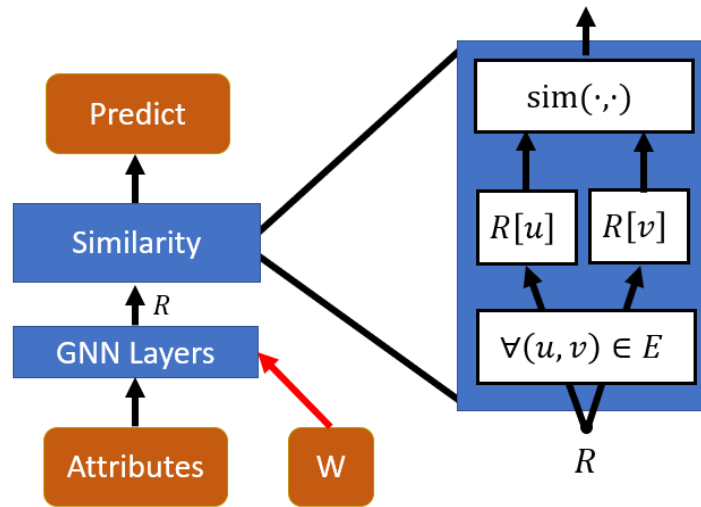 Predict
Similarity
R
GNN Layers
Attributes
W
sim(·,·)
R[u] R[v]
∀(u, v) ∈ E
R